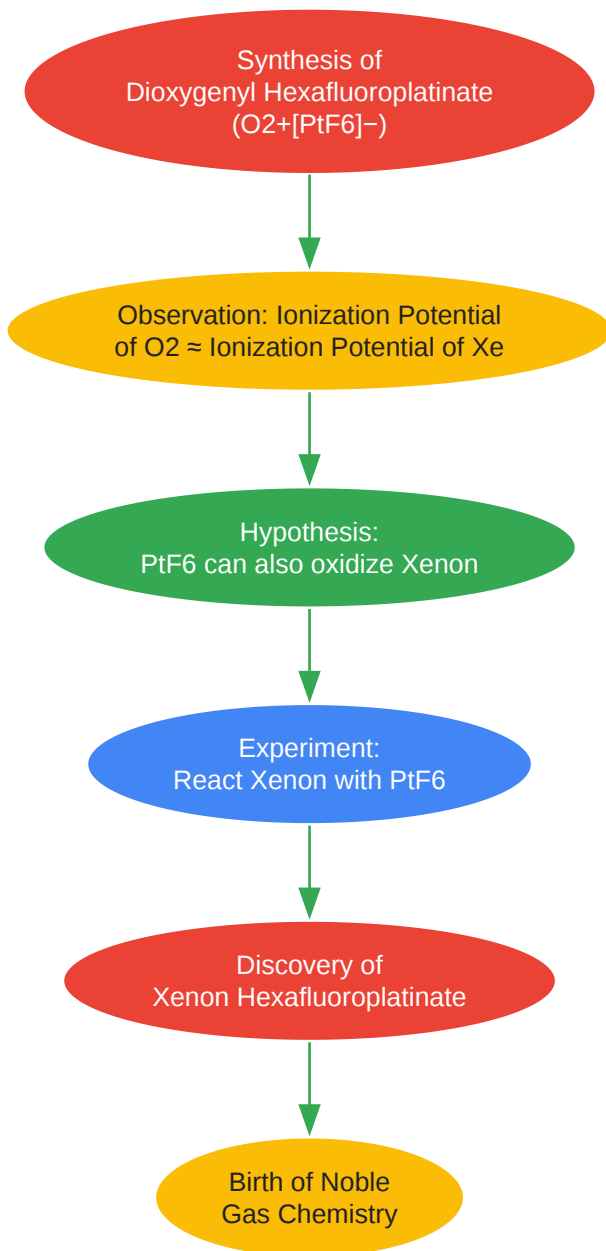 Synthesis of
Dioxygenyl Hexafluoroplatinate
(O2+[PtF6]−)
Observation: Ionization Potential
of O2 ≈ Ionization Potential of Xe
Hypothesis:
PtF6 can also oxidize Xenon
Experiment:
React Xenon with PtF6
Discovery of
Xenon Hexafluoroplatinate
Birth of Noble
Gas Chemistry